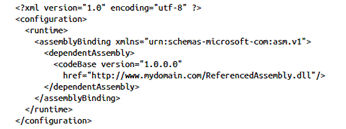 <?xml version="1.0" encoding="utf-8" ?>
<configuration>
<runtime>
<assemblyBinding xmlns="urn:schemas-microsoft-com:asm.v1">
<dependentAssembly>
<codeBase version="1.0.0.0"
href="http://www.mydomain.com/ReferencedAssembly.dll"/>
</dependentAssembly>
</assemblyBinding>
</runtime>
</configuration>